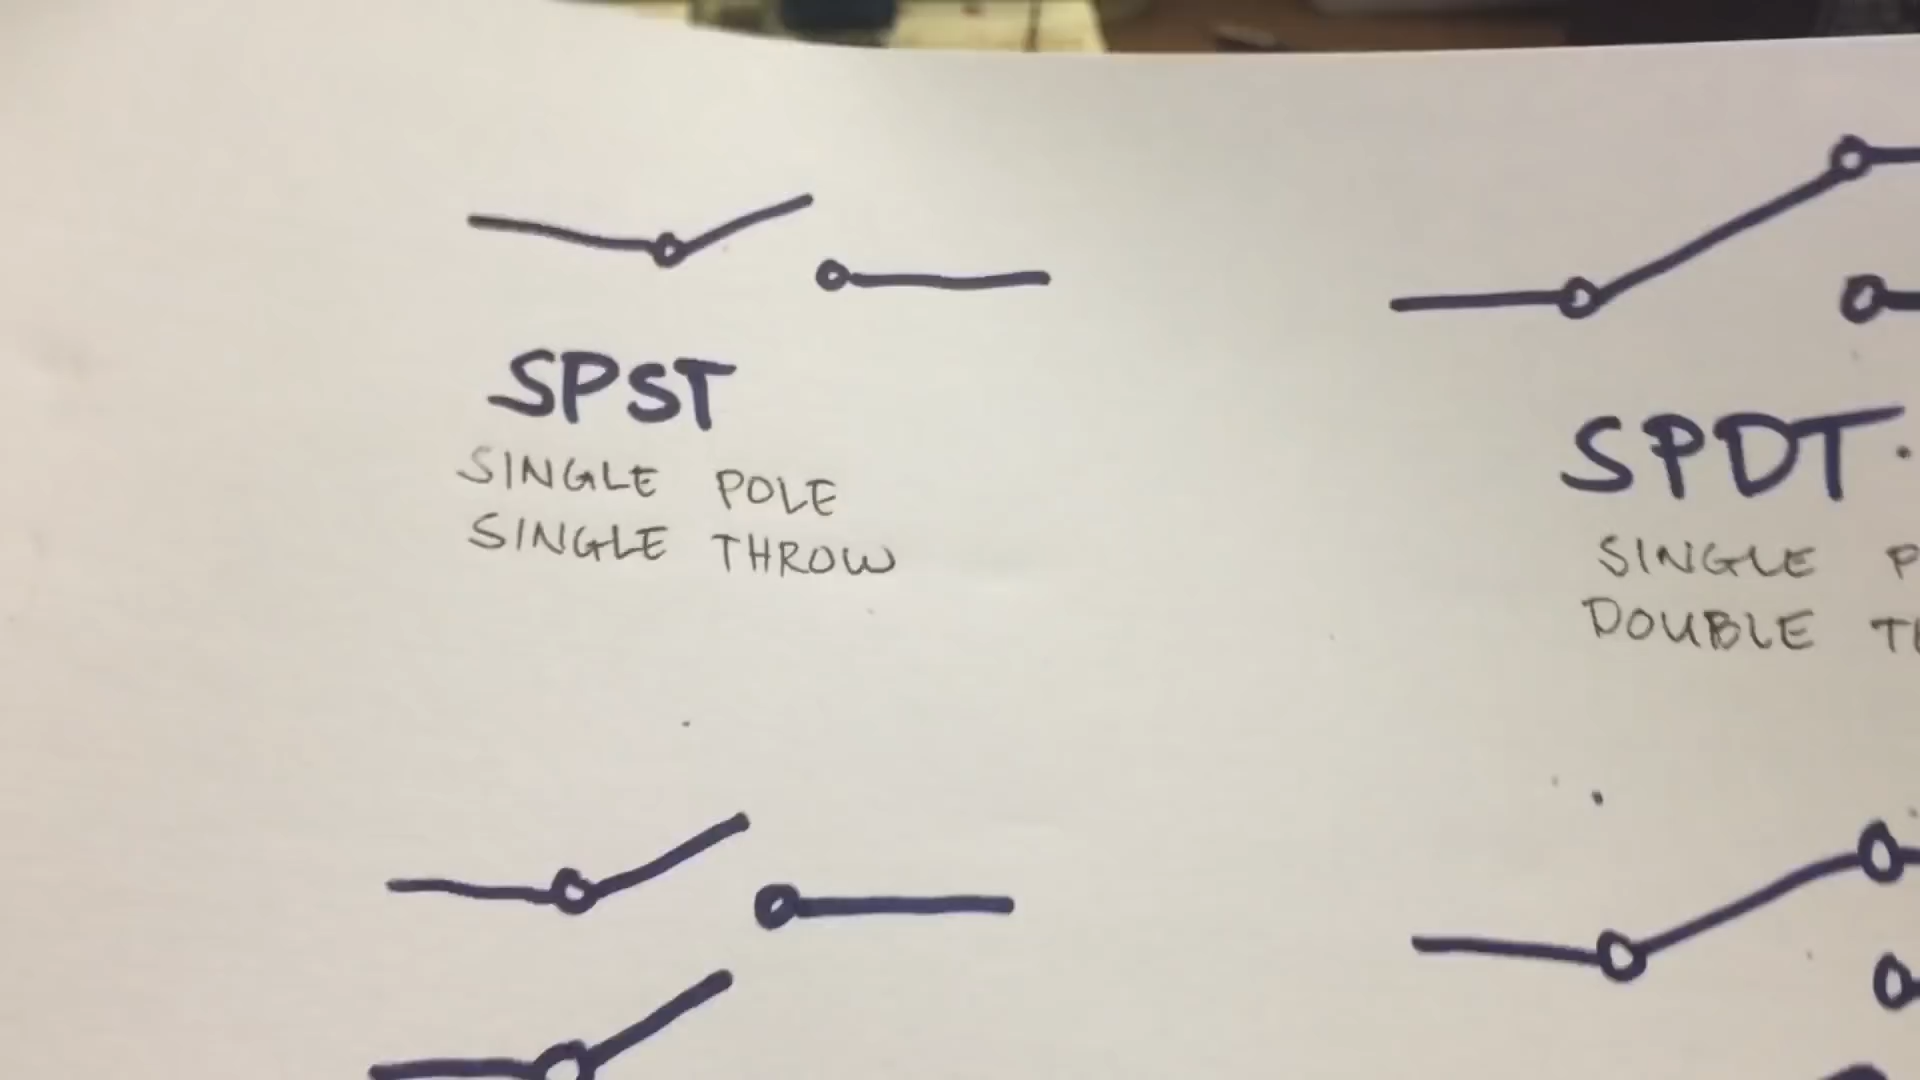 SPST
SINGLE POLE
SINGLE THROW
SPDT
SINGLE
DOUBLE